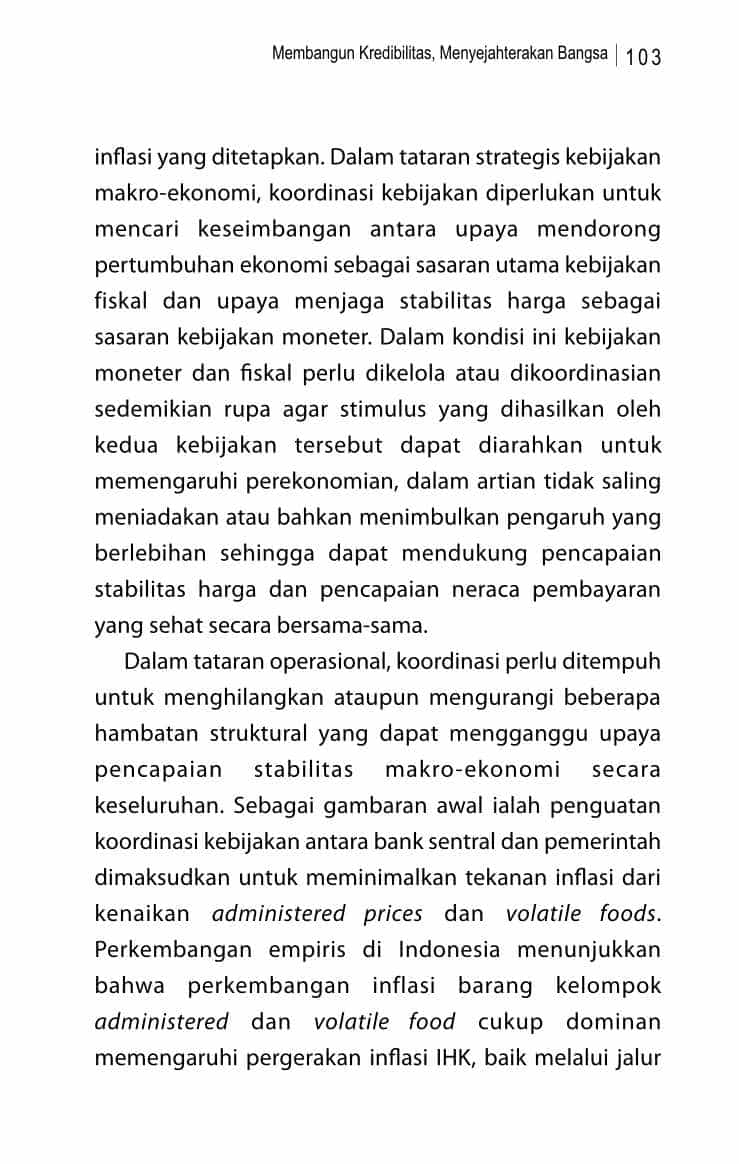 Membangun Kredibilitas, Menyejahterakan Bangsa | 103
inflasi yang ditetapkan. Dalam tataran strategis kebijakan
makro-ekonomi, koordinasi kebijakan diperlukan untuk
mencari keseimbangan antara upaya mendorong
pertumbuhan ekonomi sebagai sasaran utama kebijakan
fiskal dan upaya menjaga stabilitas harga sebagai
sasaran kebijakan moneter. Dalam kondisi ini kebijakan
moneter dan fiskal perlu dikelola atau dikoordinasian
sedemikian rupa agar stimulus yang dihasilkan oleh
kedua kebijakan tersebut dapat diarahkan untuk
memengaruhi perekonomian, dalam artian tidak saling
meniadakan atau bahkan menimbulkan pengaruh yang
berlebihan sehingga dapat mendukung pencapaian
stabilitas harga dan pencapaian neraca pembayaran
yang sehat secara bersama-sama.
Dalam tataran operasional, koordinasi perlu ditempuh
untuk menghilangkan ataupun mengurangi beberapa
hambatan struktural yang dapat mengganggu upaya
pencapaian stabilitas makro-ekonomi secara
keseluruhan. Sebagai gambaran awal ialah penguatan
koordinasi kebijakan antara bank sentral dan pemerintah
dimaksudkan untuk meminimalkan tekanan inflasi dari
kenaikan administered prices dan volatile foods.
Perkembangan empiris di Indonesia menunjukkan
bahwa perkembangan inflasi barang kelompok
administered dan volatile food cukup dominan
memengaruhi pergerakan inflasi IHK, baik melalui jalur